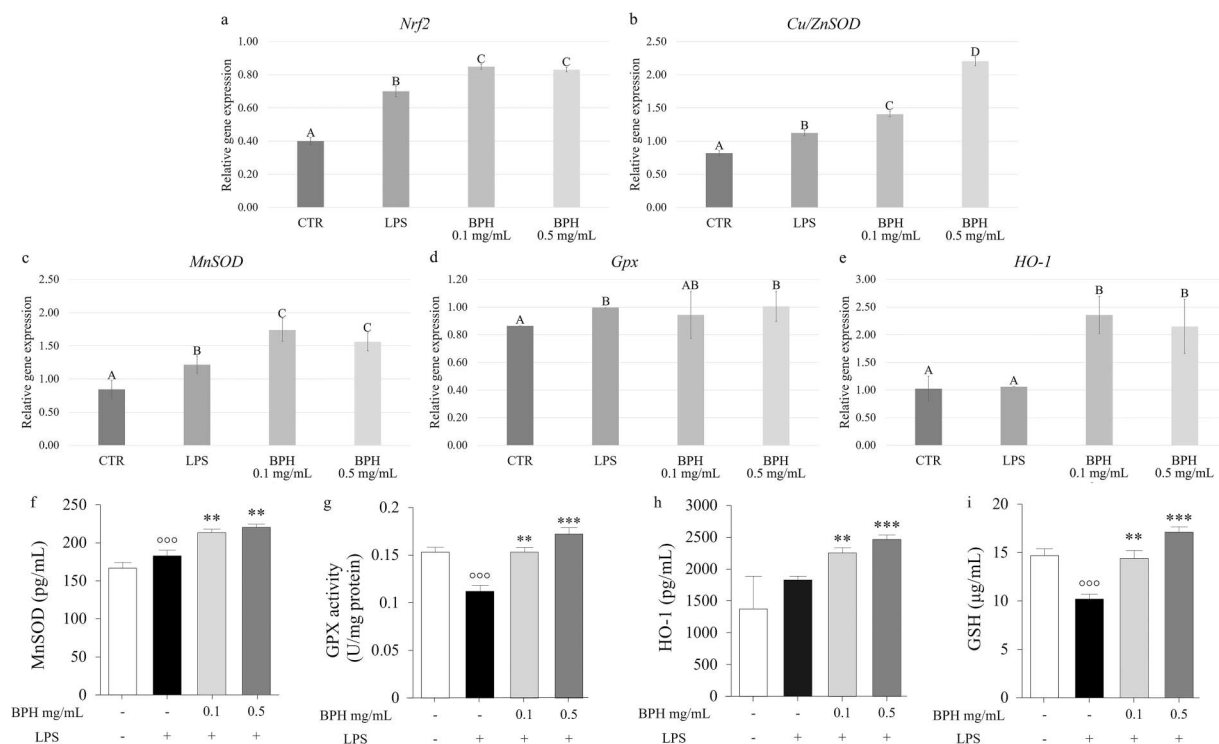 a
Nrf2
Relative gene expression
1.00
0.80
0.60
0.40
0.20
0.00
A
B
C
C
CTR
LPS
BPH
0.1 mg/mL
BPH
0.5 mg/mL
b
Cu/ZnSOD
Relative gene expression
2.50
2.00
1.50
1.00
0.50
0.00
A
B
C
D
CTR
LPS
BPH
0.1 mg/mL
BPH
0.5 mg/mL
c
MnSOD
Relative gene expression
2.50
2.00
1.50
1.00
0.50
0.00
A
B
C
C
CTR
LPS
BPH
0.1 mg/mL
BPH
0.5 mg/mL
d
Gpx
Relative gene expression
1.20
1.00
0.80
0.60
0.40
0.20
0.00
A
B
AB
B
CTR
LPS
BPH
0.1 mg/mL
BPH
0.5 mg/mL
e
HO-1
Relative gene expression
3.00
2.50
2.00
1.50
1.00
0.50
0.00
A
A
B
B
CTR
LPS
BPH
0.1 mg/mL
BPH
0.5 mg/mL
f
MnSOD (pg/mL)
250
200
150
100
50
0
°°°
**
**
BPH mg/mL - - 0.1 0.5
LPS - + + +
g
GPX activity
(U/mg protein)
0.2
0.15
0.1
0.05
0
°°°
**
***
- - 0.1 0.5
LPS - + + +
h
HO-1 (pg/mL)
3000
2500
2000
1500
1000
500
0
**
***
BPH mg/mL - - 0.1 0.5
LPS - + + +
i
GSH (µg/mL)
20
15
10
5
0
°°°
**
***
BPH mg/mL - - 0.1 0.5
LPS - + + +